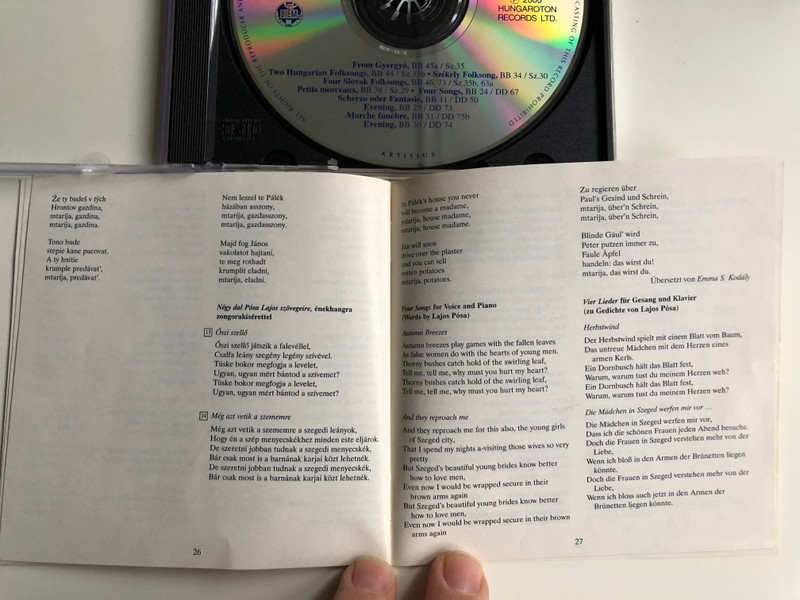 ALL RIGHTS OF THE PRODUCER AND
℗ 2000
HUNGAROTON
RECORDS LTD.
CASTING OF THIS RECORD PROHIBITED
From Gyergyó, BB 45a / Sz.35
Two Hungarian Folksongs, BB 44 / Sz.33b • Székely Folksong, BB 34 / Sz.30
Four Slovak Folksongs, BB 46, 73 / Sz.35b, 63a
Petits morceaux, BB 38 / Sz.29 • Four Songs, BB 24 / DD 67
Scherzo oder Fantasie, BB 11 / DD 50
Evening, BB 29 / DD 73
Marche funèbre, BB 31 / DD 75b
Evening, BB 30 / DD 74
ARTISJUS
Že ty budeš v tých
Hrontov gazdina,
mtarija, gazdina,
mtarija, gazdina.
Tono bude
stepie kane pucovat,
A ty hnitie
krumple predávat',
mtarija, predávat'.
Nem leszel te Pálék
házában asszony,
mtarija, gazdasszony,
mtarija, gazdasszony.
Majd fog János
vakolatot hajtani,
te meg rothadt
krumplit eladni,
mtarija, eladni.
Négy dal Pósa Lajos szövegeire, énekhangra
zongorakísérettel
13 Őszi szellő
Őszi szellő játszik a falevéllel,
Csalfa leány szegény legény szívével.
Tüske bokor megfogja a levelet,
Ugyan, ugyan mért bántod a szívemet?
Tüske bokor megfogja a levelet,
Ugyan, ugyan mért bántod a szívemet?
14 Még azt vetik a szememre
Még azt vetik a szememre a szegedi leányok,
Hogy én a szép menyecskékhez minden este eljárok.
De szeretni jobban tudnak a szegedi menyecskék,
Bár csak most is a barnának karjai közt lehetnék.
De szeretni jobban tudnak a szegedi menyecskék,
Bár csak most is a barnának karjai közt lehetnék.
26
In Pálék's house you never
will become a madame,
mtarija, house madame,
mtarija, house madame.
Ján will soon
drive over the plaster
and you can sell
rotten potatoes
mtarija, potatoes.
Four Songs for Voice and Piano
(Words by Lajos Pósa)
Autumn Breezes
Autumn breezes play games with the fallen leaves
As false women do with the hearts of young men.
Thorny bushes catch hold of the swirling leaf,
Tell me, tell me, why must you hurt my heart?
Thorny bushes catch hold of the swirling leaf,
Tell me, tell me, why must you hurt my heart?
And they reproach me
And they reproach me for this also, the young girls
of Szeged city,
That I spend my nights a-visiting those wives so very
pretty
But Szeged's beautiful young brides know better
how to love men,
Even now I would be wrapped secure in their
brown arms again
But Szeged's beautiful young brides know better
how to love men,
Even now I would be wrapped secure in their brown
arms again
Zu regieren über
Paul's Gesind und Schrein,
mtarija, über'n Schrein,
mtarija, über'n Schrein,
Blinde Gäul' wird
Peter putzen immer zu,
Faule Äpfel
handeln: das wirst du!
mtarija, das wirst du.
Übersetzt von Emma S. Kodály
Vier Lieder für Gesang und Klavier
(zu Gedichte von Lajos Pósa)
Herbstwind
Der Herbstwind spielt mit einem Blatt vom Baum,
Das untreue Mädchen mit dem Herzen eines
armen Kerls.
Ein Dornbusch hält das Blatt fest,
Warum, warum tust du meinem Herzen weh?
Ein Dornbusch hält das Blatt fest,
Warum, warum tust du meinem Herzen weh?
Die Mädchen in Szeged werfen mir vor ...
Die Mädchen in Szeged werfen mir vor,
Dass ich die schönen Frauen jeden Abend besuche.
Doch die Frauen in Szeged verstehen mehr von der
Liebe,
Wenn ich bloß in den Armen der Brünetten liegen
könnte.
Doch die Frauen in Szeged verstehen mehr von der
Liebe,
Wenn ich bloss auch jetzt in den Armen der
Brünetten liegen könnte.
27